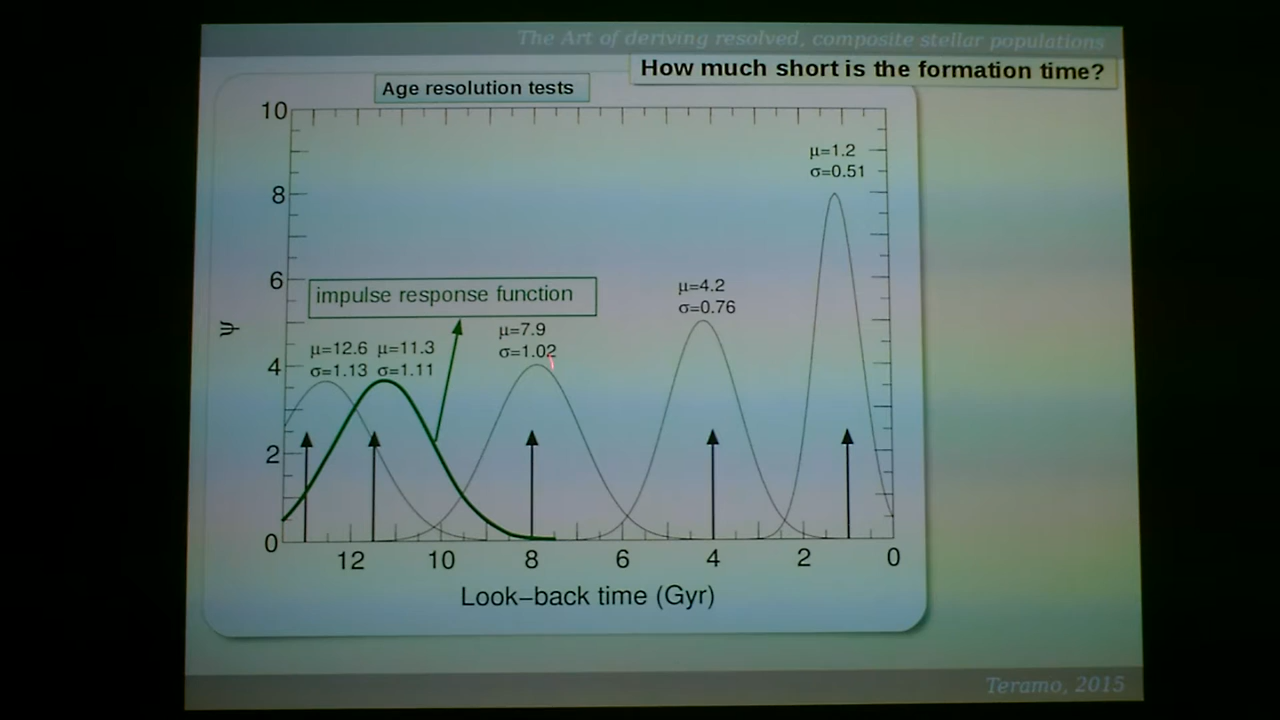 The Art of deriving resolved, composite stellar populations
How much short is the formation time?
Age resolution tests
10
8
6
4
2
0
ψ
μ=1.2
σ=0.51
μ=4.2
σ=0.76
impulse response function
μ=7.9
σ=1.02
μ=12.6 μ=11.3
σ=1.13 σ=1.11
12 10 8 6 4 2 0
Look−back time (Gyr)
Teramo, 2015